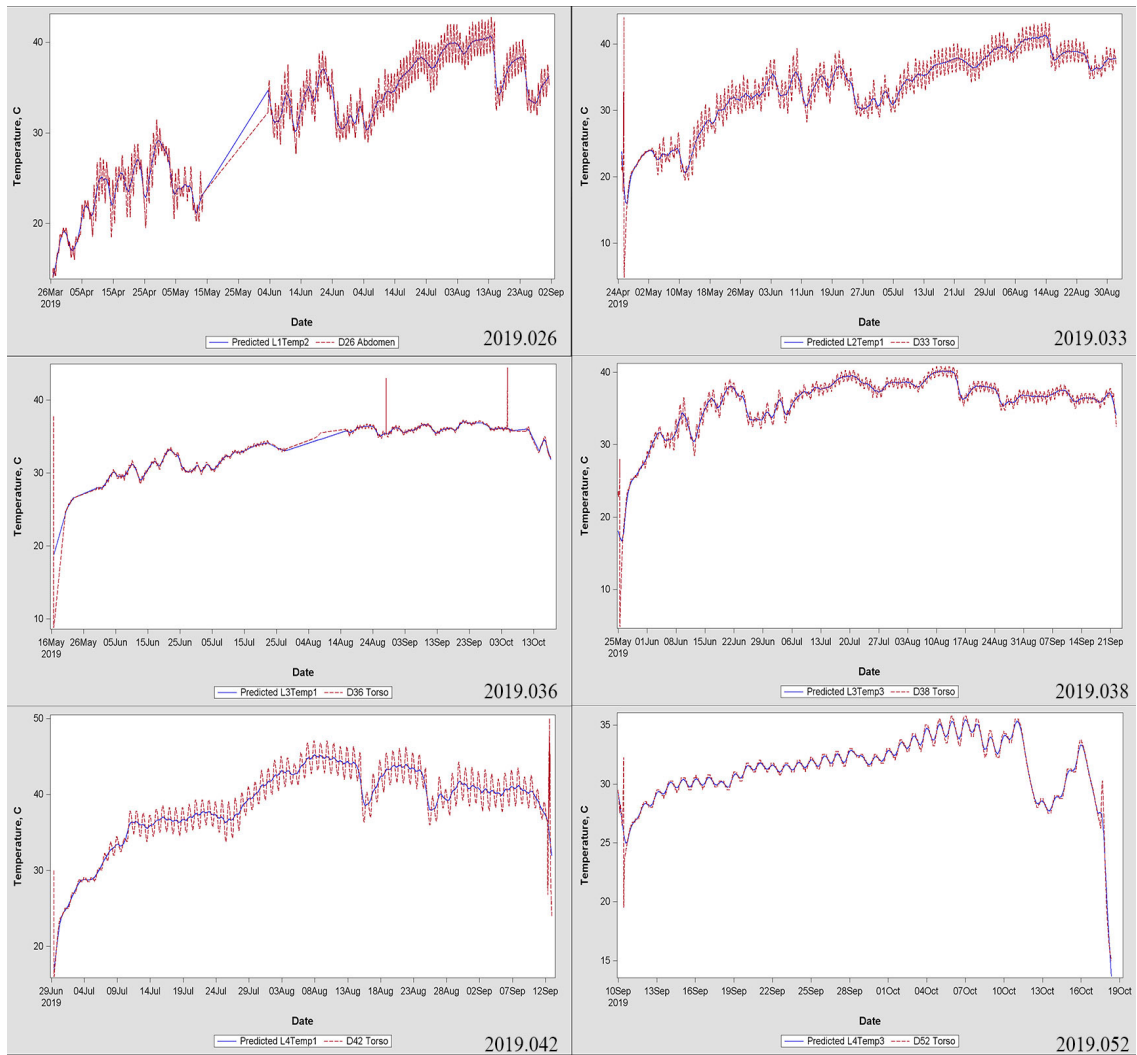 Temperature, C
40
30
20
26Mar 05Apr 15Apr 25Apr 05May 15May 25May 04Jun 14Jun 24Jun 04Jul 14Jul 24Jul 03Aug 13Aug 23Aug 02Sep
2019
Date
Predicted L1Temp2 D26 Abdomen
2019.026
Temperature, C
40
30
20
10
24Apr 02May 10May 18May 26May 03Jun 11Jun 19Jun 27Jun 05Jul 13Jul 21Jul 29Jul 06Aug 14Aug 22Aug 30Aug
2019
Date
Predicted L2Temp1 D33 Torso
2019.033
Temperature, C
40
30
20
10
16May 26May 05Jun 15Jun 25Jun 05Jul 15Jul 25Jul 04Aug 14Aug 24Aug 03Sep 13Sep 23Sep 03Oct 13Oct
2019
Date
Predicted L3Temp1 D36 Torso
2019.036
Temperature, C
40
30
20
10
25May 01Jun 08Jun 15Jun 22Jun 29Jun 06Jul 13Jul 20Jul 27Jul 03Aug 10Aug 17Aug 24Aug 31Aug 07Sep 14Sep 21Sep
2019
Date
Predicted L3Temp3 D38 Torso
2019.038
Temperature, C
50
40
30
20
29Jun 04Jul 09Jul 14Jul 19Jul 24Jul 29Jul 03Aug 08Aug 13Aug 18Aug 23Aug 28Aug 02Sep 07Sep 12Sep
2019
Date
Predicted L4Temp1 D42 Torso
2019.042
Temperature, C
35
30
25
30
15
10Sep 13Sep 16Sep 19Sep 22Sep 25Sep 28Sep 01Oct 04Oct 07Oct 10Oct 13Oct 16Oct 19Oct
2019
Date
Predicted L4Temp3 D52 Torso
2019.052